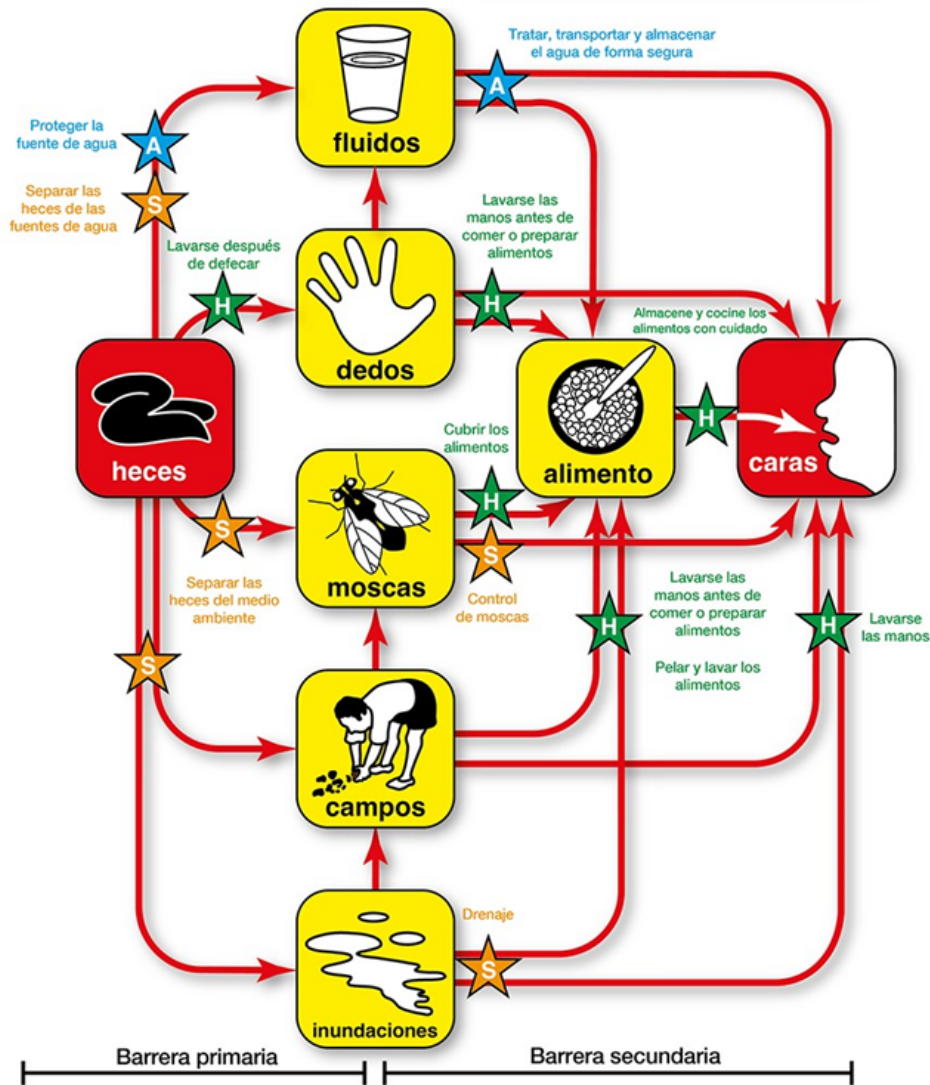 Tratar, transportar y almacenar
el agua de forma segura
A
fluidos
Proteger la
fuente de agua
A
Separar las
heces de las
fuentes de agua
S
Lavarse después
de defecar
H
dedos
Lavarse las
manos antes de
comer o preparar
alimentos
H
Almacene y cocine los
alimentos con cuidado
heces
alimento
H
caras
Cubrir los
alimentos
H
S
moscas
S
Control
de moscas
Separar las
heces del medio
ambiente
S
Lavarse las
manos antes de
comer o preparar
alimentos
H
Pelar y lavar los
alimentos
H
Lavarse
las manos
campos
Drenaje
S
inundaciones
Barrera primaria
Barrera secundaria